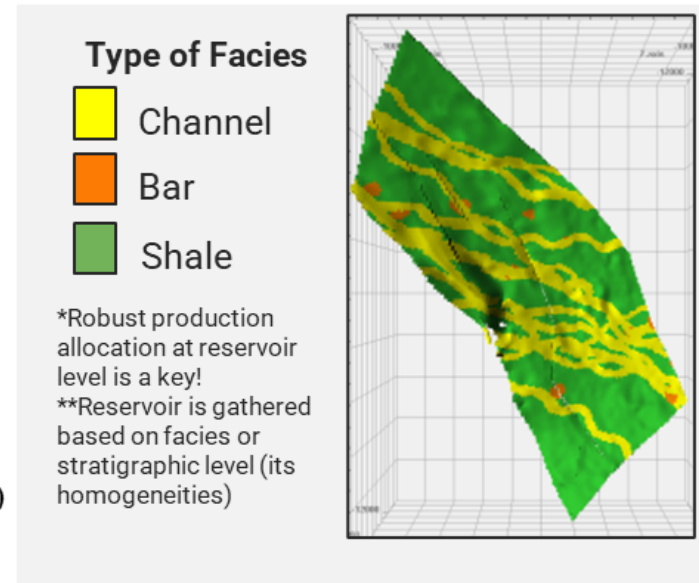 Type of Facies
Channel
Bar
Shale
*Robust production
allocation at reservoir
level is a key!
**Reservoir is gathered
based on facies or
stratigraphic level (its
homogeneities)
)